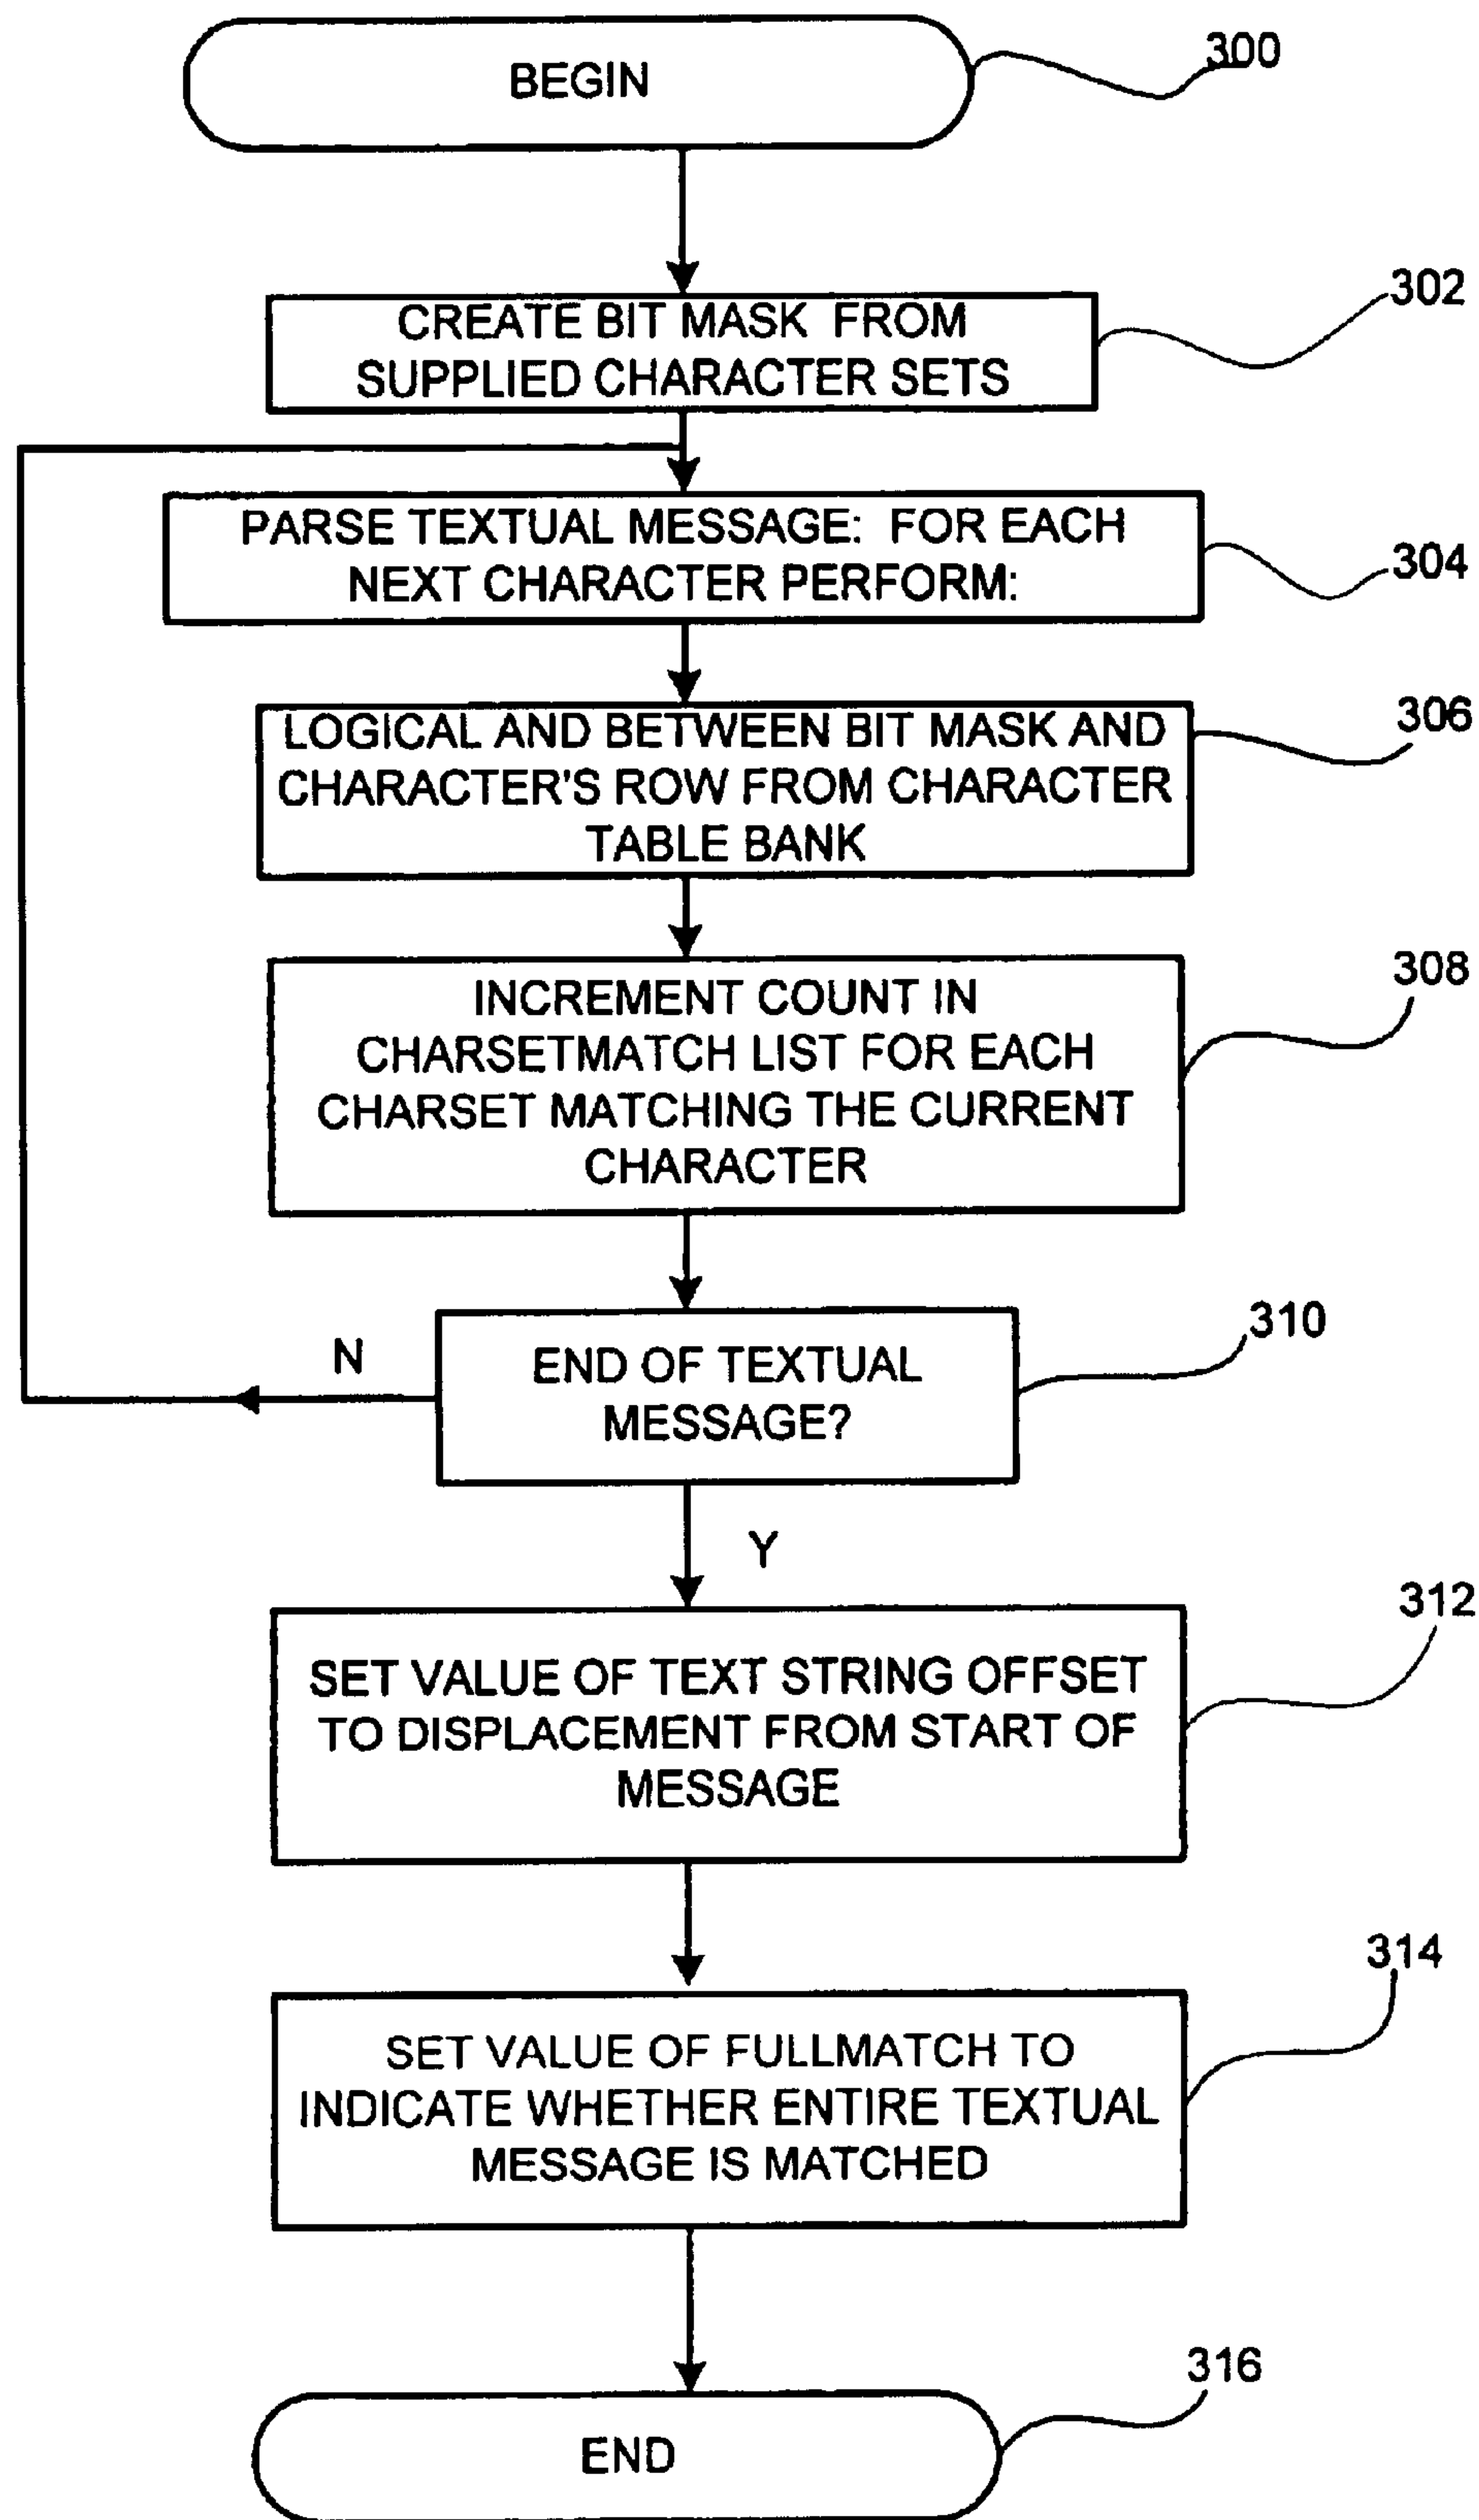 BEGIN
300
CREATE BIT MASK FROM
SUPPLIED CHARACTER SETS
302
PARSE TEXTUAL MESSAGE: FOR EACH
NEXT CHARACTER PERFORM:
304
LOGICAL AND BETWEEN BIT MASK AND
CHARACTER'S ROW FROM CHARACTER
TABLE BANK
306
INCREMENT COUNT IN
CHARSETMATCH LIST FOR EACH
CHARSET MATCHING THE CURRENT
CHARACTER
308
END OF TEXTUAL
MESSAGE?
310
N
Y
SET VALUE OF TEXT STRING OFFSET
TO DISPLACEMENT FROM START OF
MESSAGE
312
SET VALUE OF FULLMATCH TO
INDICATE WHETHER ENTIRE TEXTUAL
MESSAGE IS MATCHED
314
END
316